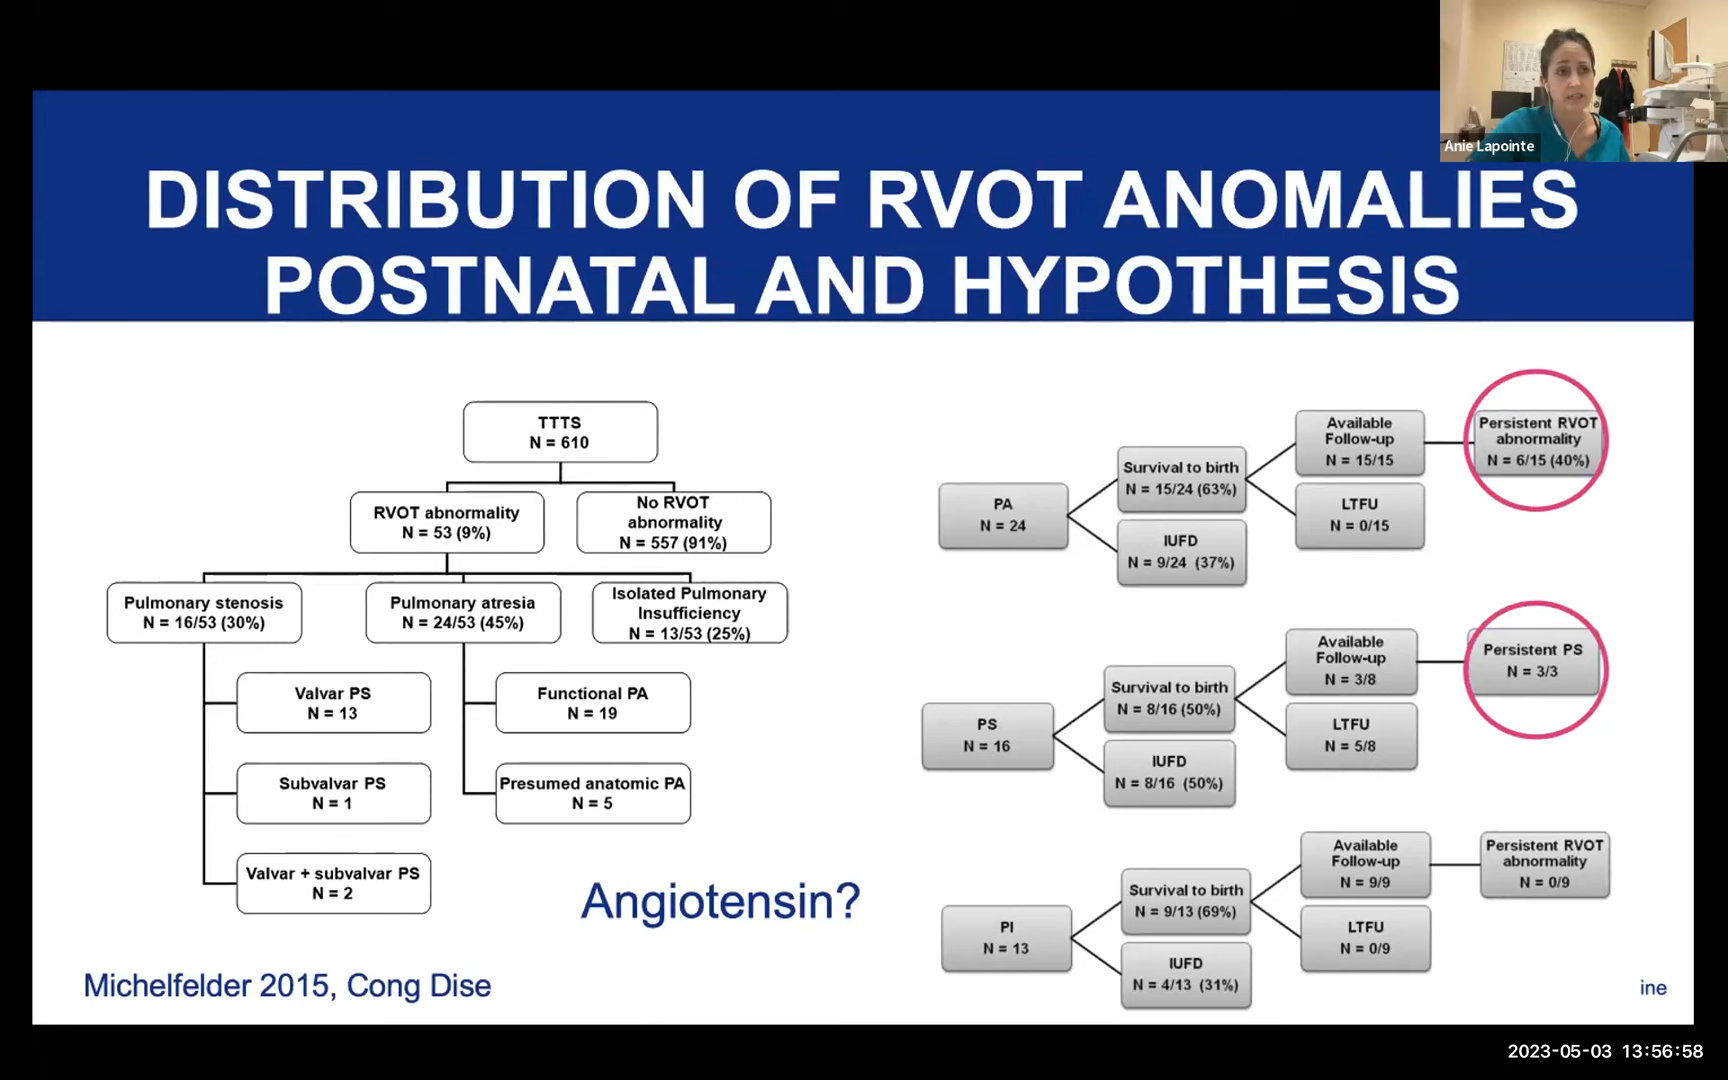 Anie Lapointe
DISTRIBUTION OF RVOT ANOMALIES
POSTNATAL AND HYPOTHESIS
TTTS
N = 610
RVOT abnormality
N = 53 (9%)
No RVOT
abnormality
N = 557 (91%)
Pulmonary stenosis
N = 16/53 (30%)
Pulmonary atresia
N = 24/53 (45%)
Isolated Pulmonary
Insufficiency
N = 13/53 (25%)
Valvar PS
N = 13
Functional PA
N = 19
Subvalvar PS
N = 1
Presumed anatomic PA
N = 5
Valvar + subvalvar PS
N = 2
Angiotensin?
Michelfelder 2015, Cong Dise
PA
N = 24
Survival to birth
N = 15/24 (63%)
IUFD
N = 9/24 (37%)
Available
Follow-up
N = 15/15
LTFU
N = 0/15
Persistent RVOT
abnormality
N = 6/15 (40%)
PS
N = 16
Survival to birth
N = 8/16 (50%)
IUFD
N = 8/16 (50%)
Available
Follow-up
N = 3/8
LTFU
N = 5/8
Persistent PS
N = 3/3
PI
N = 13
Survival to birth
N = 9/13 (69%)
IUFD
N = 4/13 (31%)
Available
Follow-up
N = 9/9
LTFU
N = 0/9
Persistent RVOT
abnormality
N = 0/9
ine
2023-05-03 13:56:58